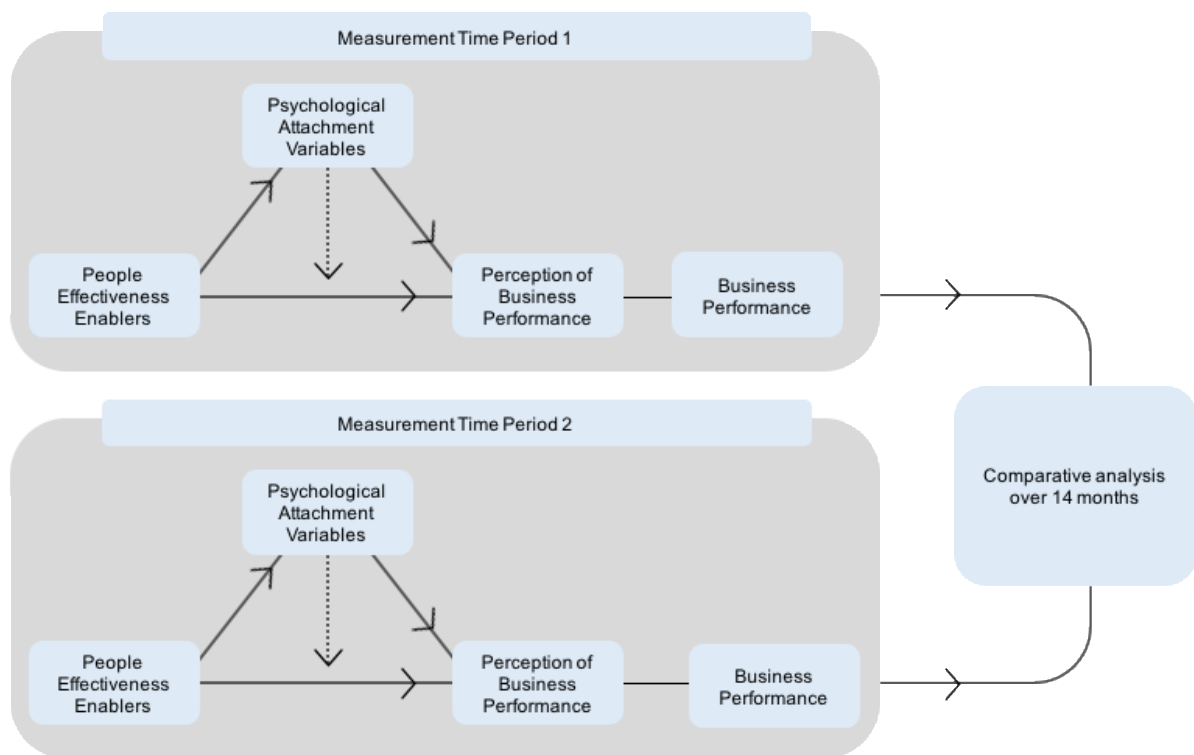 Measurement Time Period 1
Psychological
Attachment
Variables
People
Effectiveness
Enablers
Perception of
Business
Performance
Business
Performance
Measurement Time Period 2
Psychological
Attachment
Variables
People
Effectiveness
Enablers
Perception of
Business
Performance
Business
Performance
Comparative analysis
over 14 months